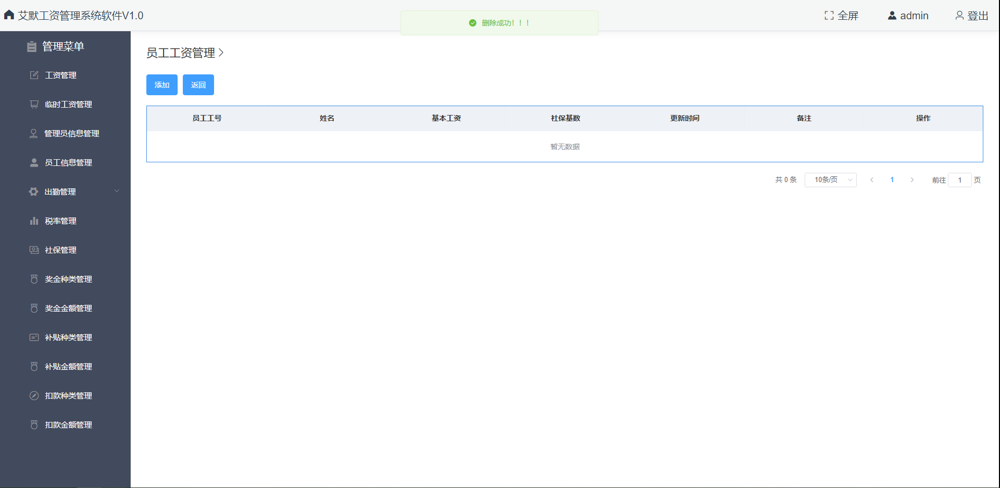 艾默工资管理系统软件V1.0
删除成功！！！
全屏
admin
登出
管理菜单
工资管理
临时工资管理
管理员信息管理
员工信息管理
出勤管理
税率管理
社保管理
奖金种类管理
奖金金额管理
补贴种类管理
补贴金额管理
扣款种类管理
扣款金额管理
员工工资管理
添加
返回
员工工号 姓名 基本工资 社保基数 更新时间 备注 操作
暂无数据
共 0 条 10条/页 1 前往 1 页